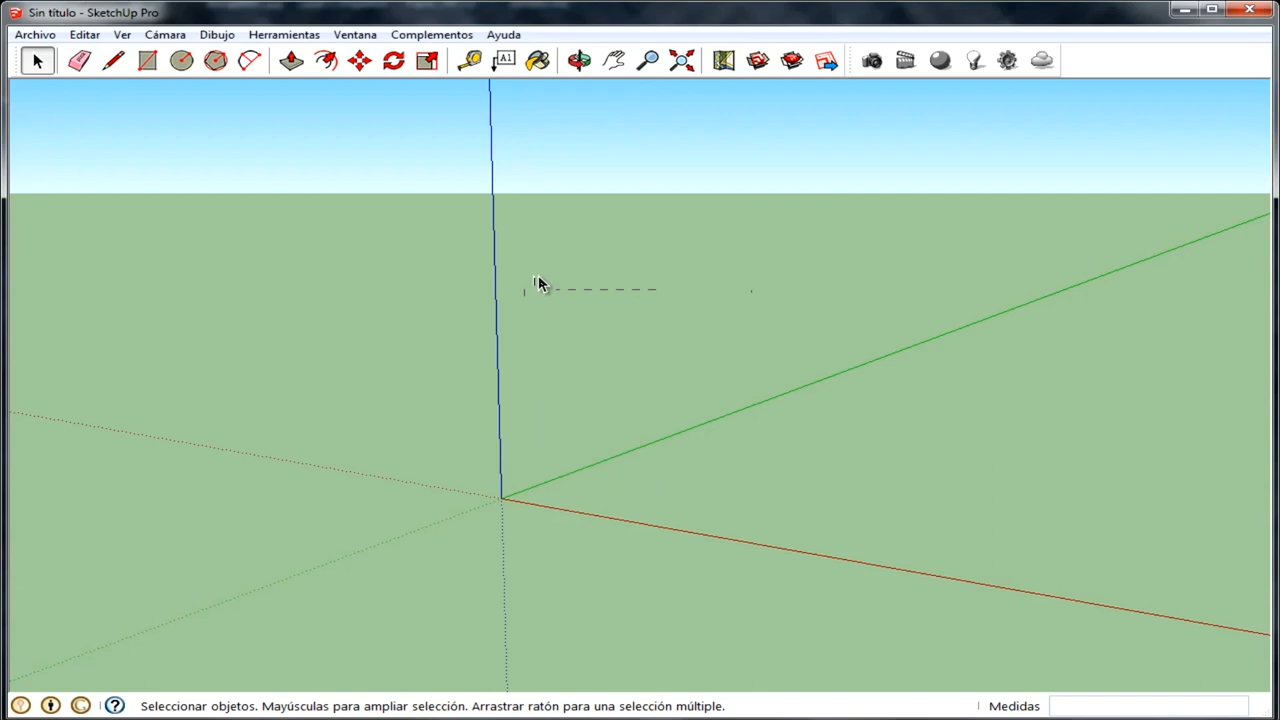 Sin título - SketchUp Pro
Archivo Editar Ver Cámara Dibujo Herramientas Ventana Complementos Ayuda
A1
Seleccionar objetos. Mayúsculas para ampliar selección. Arrastrar ratón para una selección múltiple.
Medidas